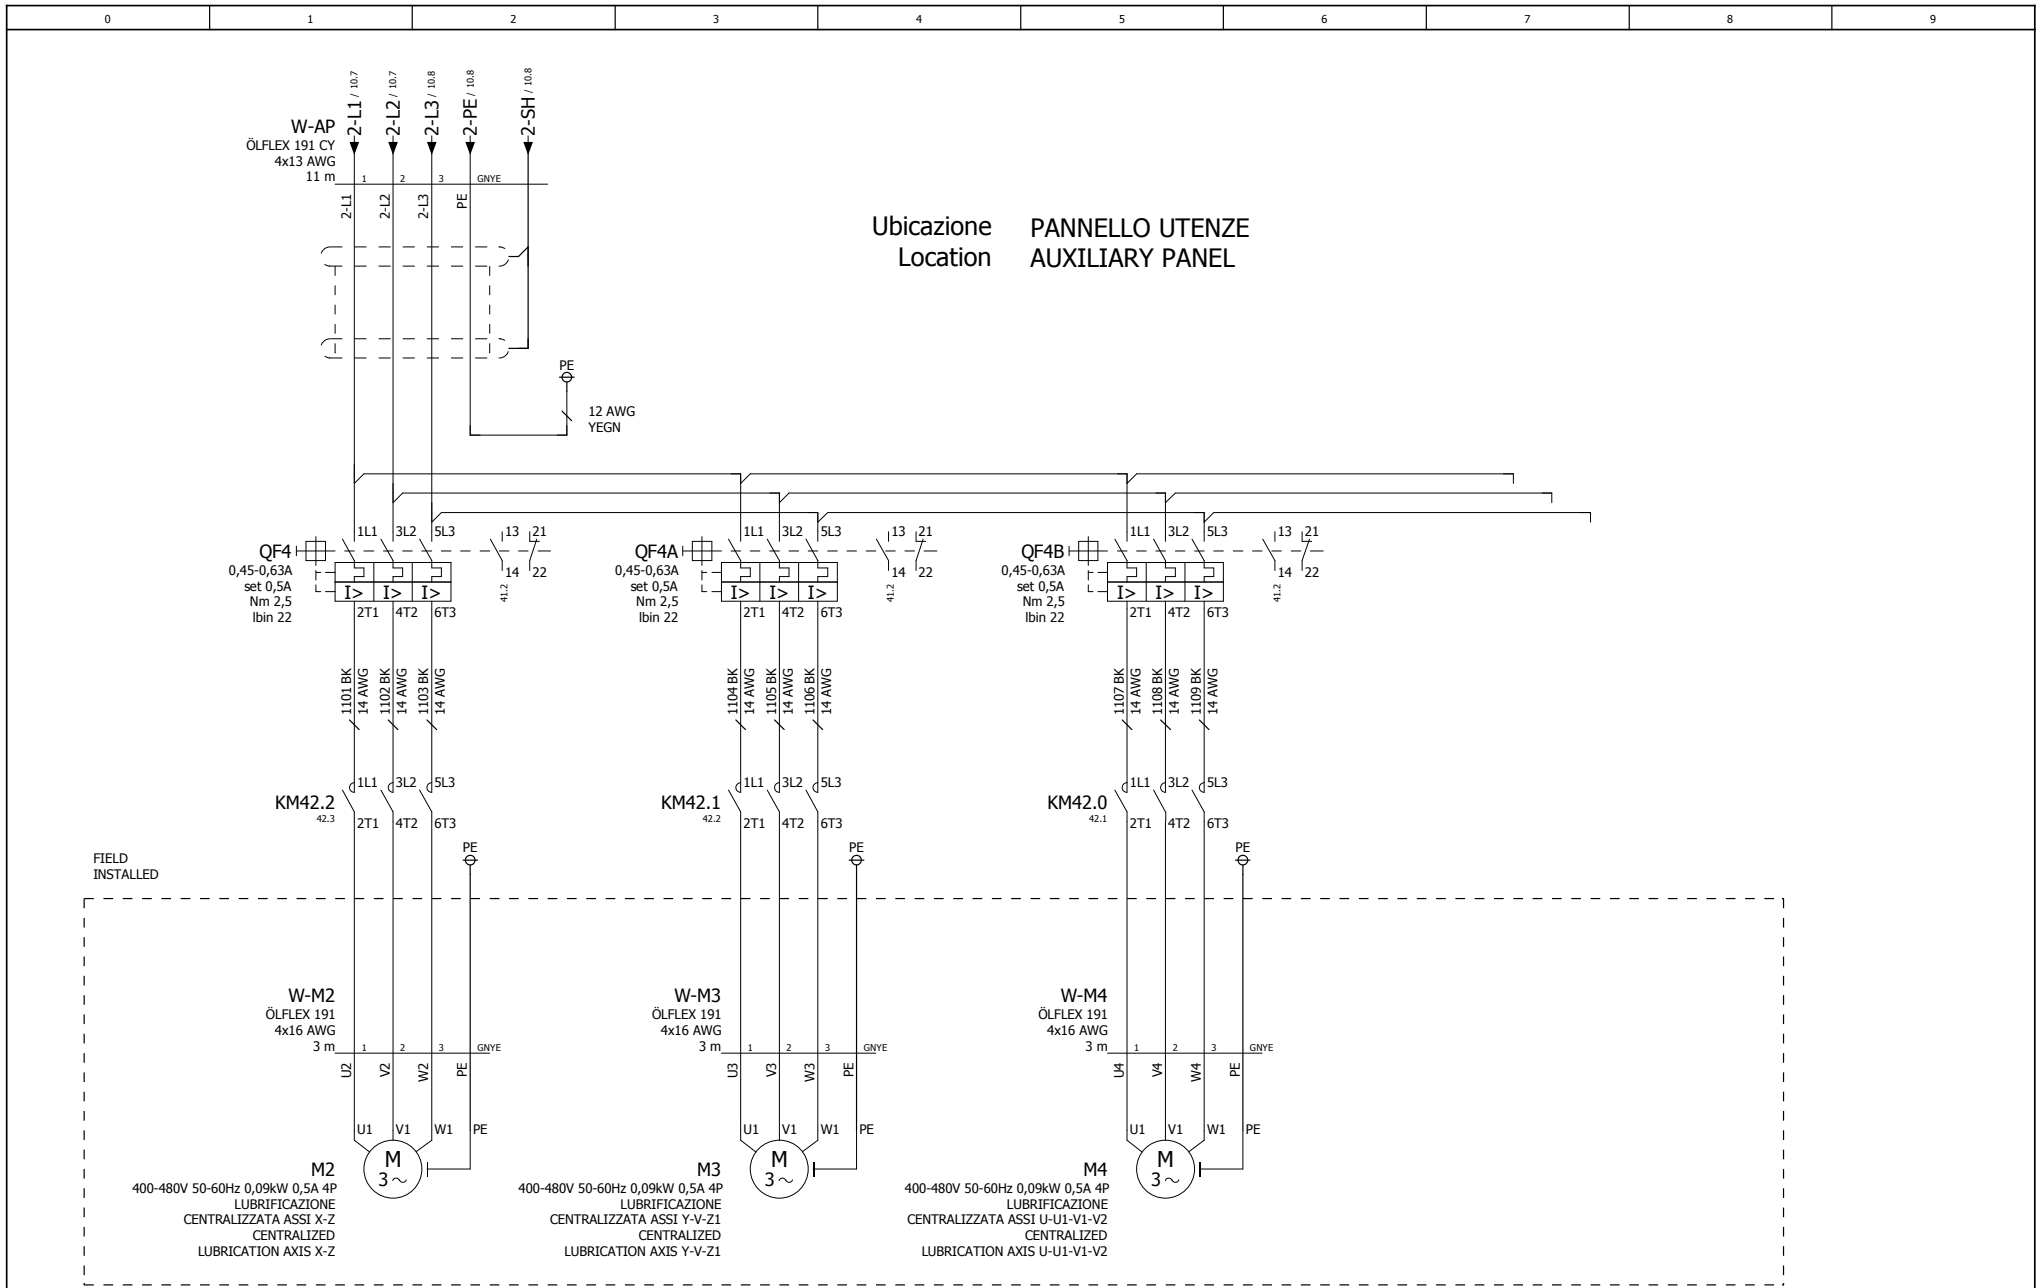 0 1 2 3 4 5 6 7 8 9
2-L1 / 10.7
2-L2 / 10.7
2-L3 / 10.8
2-PE / 10.8
2-SH / 10.8
W-AP
ÖLFLEX 191 CY
4x13 AWG
11 m
1 2 3 GNYE
2-L1 2-L2 2-L3 PE
Ubicazione PANNELLO UTENZE
Location AUXILIARY PANEL
PE
12 AWG
YEGN
QF4
0,45-0,63A
set 0,5A
Nm 2,5
lbin 22
1L1 3L2 5L3 13 21
14 22
41.2
I> I> I>
2T1 4T2 6T3
QF4A
0,45-0,63A
set 0,5A
Nm 2,5
lbin 22
1L1 3L2 5L3 13 21
14 22
41.2
I> I> I>
2T1 4T2 6T3
QF4B
0,45-0,63A
set 0,5A
Nm 2,5
lbin 22
1L1 3L2 5L3 13 21
14 22
41.2
I> I> I>
2T1 4T2 6T3
1101 BK
14 AWG
1102 BK
14 AWG
1103 BK
14 AWG
1104 BK
14 AWG
1105 BK
14 AWG
1106 BK
14 AWG
1107 BK
14 AWG
1108 BK
14 AWG
1109 BK
14 AWG
KM42.2
42.3
1L1 3L2 5L3
2T1 4T2 6T3
KM42.1
42.2
1L1 3L2 5L3
2T1 4T2 6T3
KM42.0
42.1
1L1 3L2 5L3
2T1 4T2 6T3
PE PE PE
FIELD
INSTALLED
W-M2
ÖLFLEX 191
4x16 AWG
3 m
1 2 3 GNYE
U2 V2 W2 PE
W-M3
ÖLFLEX 191
4x16 AWG
3 m
1 2 3 GNYE
U3 V3 W3 PE
W-M4
ÖLFLEX 191
4x16 AWG
3 m
1 2 3 GNYE
U4 V4 W4 PE
U1 V1 W1 PE
M
3~
M2
400-480V 50-60Hz 0,09kW 0,5A 4P
LUBRIFICAZIONE
CENTRALIZZATA ASSI X-Z
CENTRALIZED
LUBRICATION AXIS X-Z
U1 V1 W1 PE
M
3~
M3
400-480V 50-60Hz 0,09kW 0,5A 4P
LUBRIFICAZIONE
CENTRALIZZATA ASSI Y-V-Z1
CENTRALIZED
LUBRICATION AXIS Y-V-Z1
U1 V1 W1 PE
M
3~
M4
400-480V 50-60Hz 0,09kW 0,5A 4P
LUBRIFICAZIONE
CENTRALIZZATA ASSI U-U1-V1-V2
CENTRALIZED
LUBRICATION AXIS U-U1-V1-V2